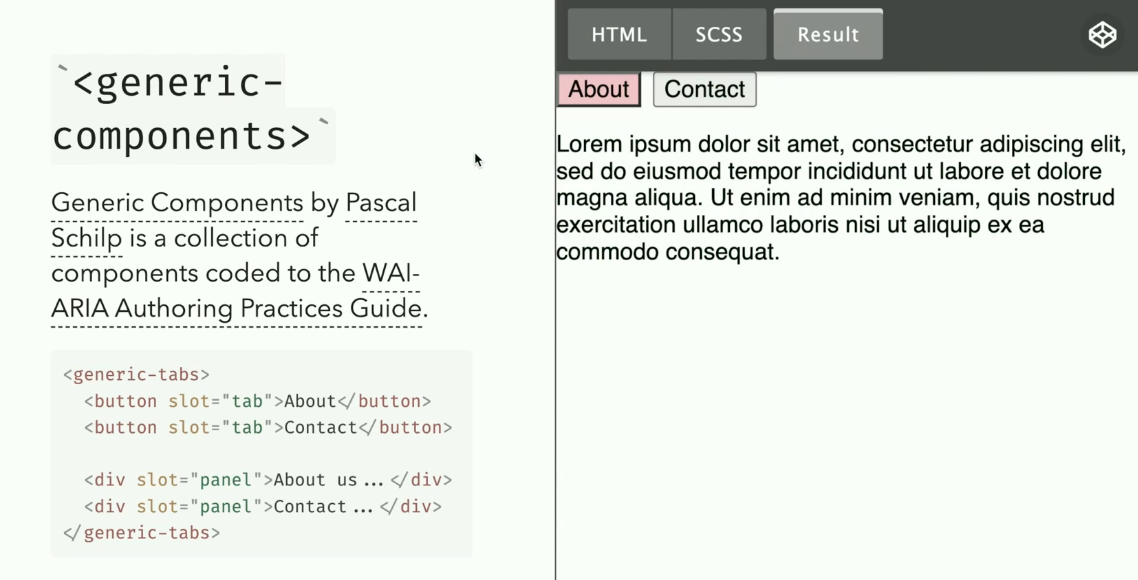 `<generic-
components>`
Generic Components by Pascal
Schilp is a collection of
components coded to the WAI-
ARIA Authoring Practices Guide.
<generic-tabs>
  <button slot="tab">About</button>
  <button slot="tab">Contact</button>
  <div slot="panel">About us ... </div>
  <div slot="panel">Contact ... </div>
</generic-tabs>
HTML SCSS Result
About Contact
Lorem ipsum dolor sit amet, consectetur adipiscing elit,
sed do eiusmod tempor incididunt ut labore et dolore
magna aliqua. Ut enim ad minim veniam, quis nostrud
exercitation ullamco laboris nisi ut aliquip ex ea
commodo consequat.